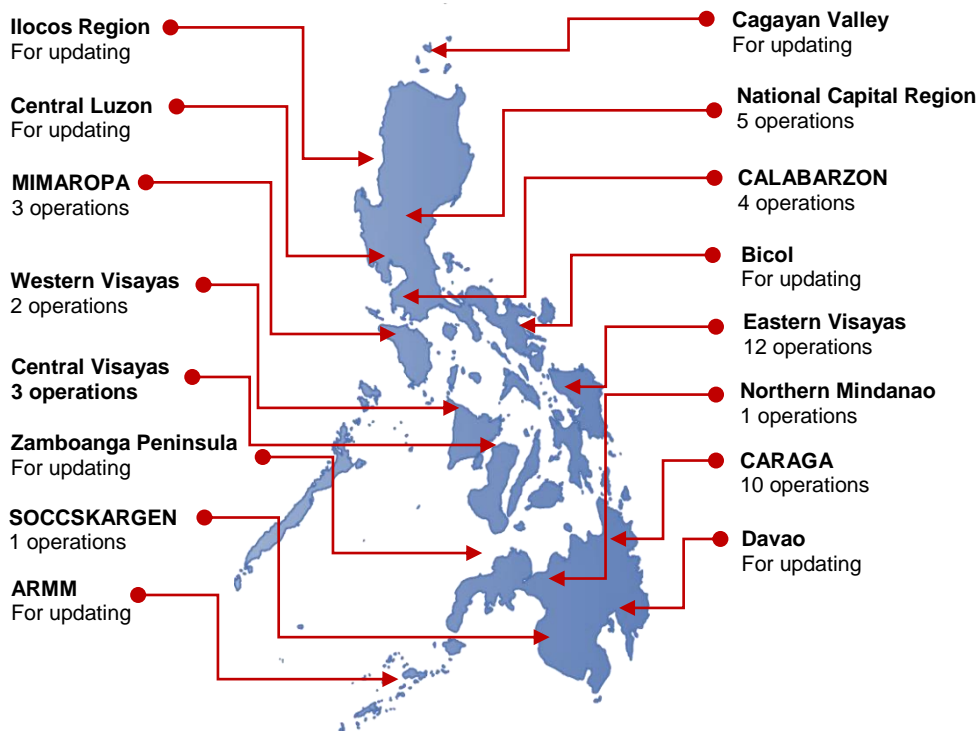 Ilocos Region
For updating
Central Luzon
For updating
MIMAROPA
3 operations
Western Visayas
2 operations
Central Visayas
3 operations
Zamboanga Peninsula
For updating
SOCCSKARGEN
1 operations
ARMM
For updating
Cagayan Valley
For updating
National Capital Region
5 operations
CALABARZON
4 operations
Bicol
For updating
Eastern Visayas
12 operations
Northern Mindanao
1 operations
CARAGA
10 operations
Davao
For updating